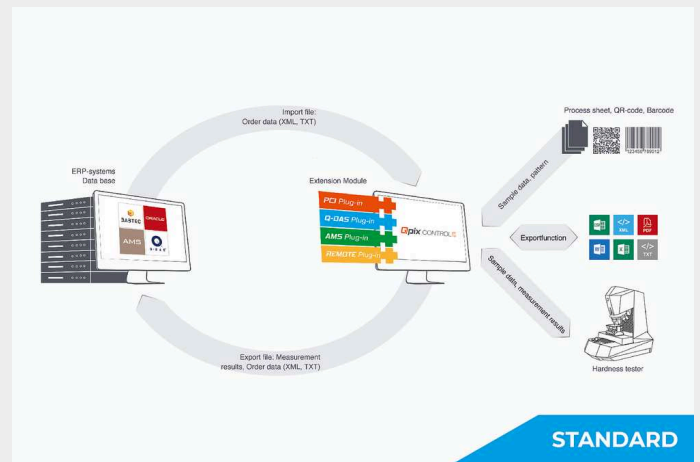 Import file:
Order data (XML, TXT)
Process sheet, QR-code, Barcode
ERP-systems
Data base
BABTEC
ORACLE
AMS
Extension Module
PCI Plug-in
Q-DAS Plug-in
AMS Plug-in
REMOTE Plug-in
Qpix CONTROL2
Sample data, pattern
Exportfunction
</>
XML
PDF
</>
TXT
Sample data, measurement results
Hardness tester
Export file: Measurement
results, Order data (XML, TXT)
STANDARD